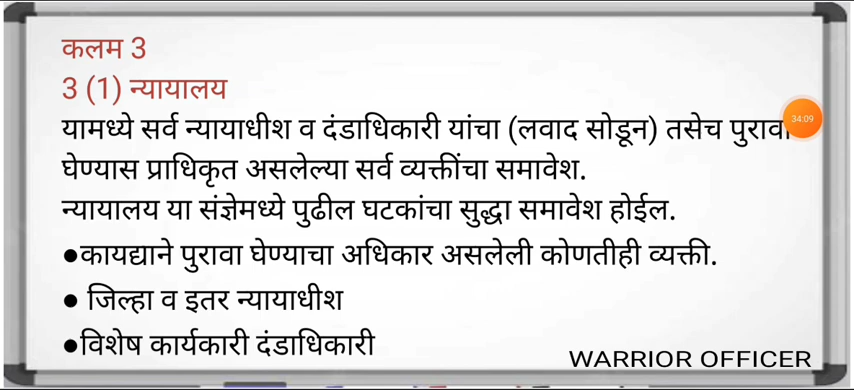 कलम 3
3 (1) न्यायालय
यामध्ये सर्व न्यायाधीश व दंडाधिकारी यांचा (लवाद सोडून) तसेच पुरावा
34:09
घेण्यास प्राधिकृत असलेल्या सर्व व्यक्तींचा समावेश.
न्यायालय या संज्ञेमध्ये पुढील घटकांचा सुद्धा समावेश होईल.
●कायद्याने पुरावा घेण्याचा अधिकार असलेली कोणतीही व्यक्ती.
● जिल्हा व इतर न्यायाधीश
●विशेष कार्यकारी दंडाधिकारी
WARRIOR OFFICER